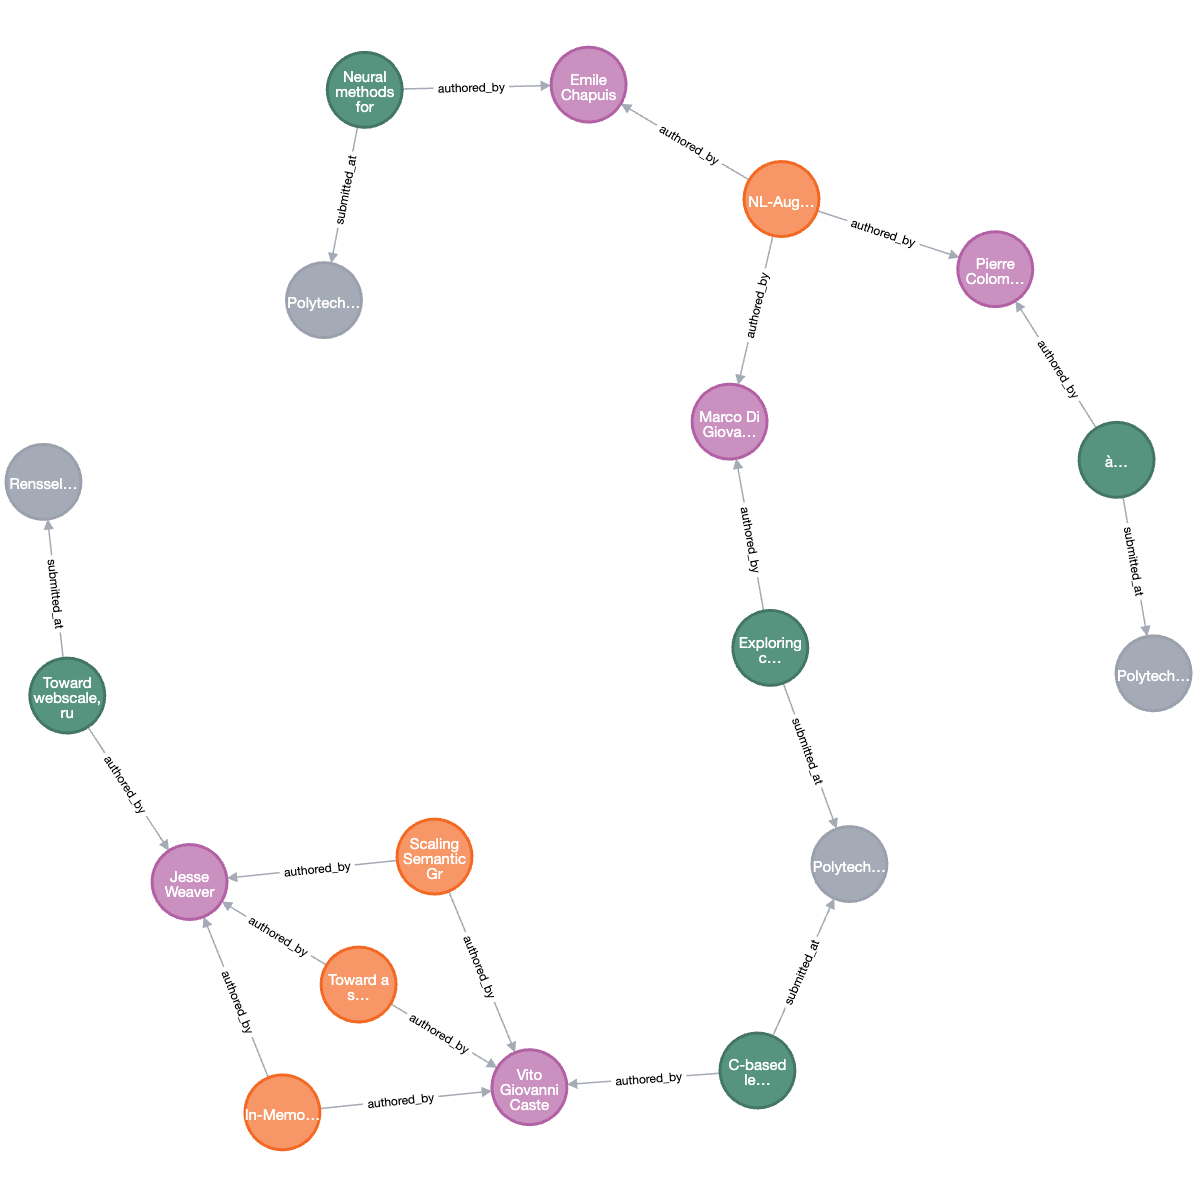 Neural
methods
for
authored_by
Emile
Chapuis
authored_by
submitted_at
NL-Aug…
authored_by
Pierre
Colom…
Polytech…
authored_by
authored_by
Marco Di
Giova…
à…
Renssel…
authored_by
submitted_at
submitted_at
Exploring
c…
Polytech…
Toward
webscale,
ru
submitted_at
authored_by
Scaling
Semantic
Gr
Polytech…
authored_by
Jesse
Weaver
authored_by
authored_by
submitted_at
Toward a
s…
authored_by
authored_by
C-based
le…
authored_by
Vito
Giovanni
Caste
authored_by
In-Memo…